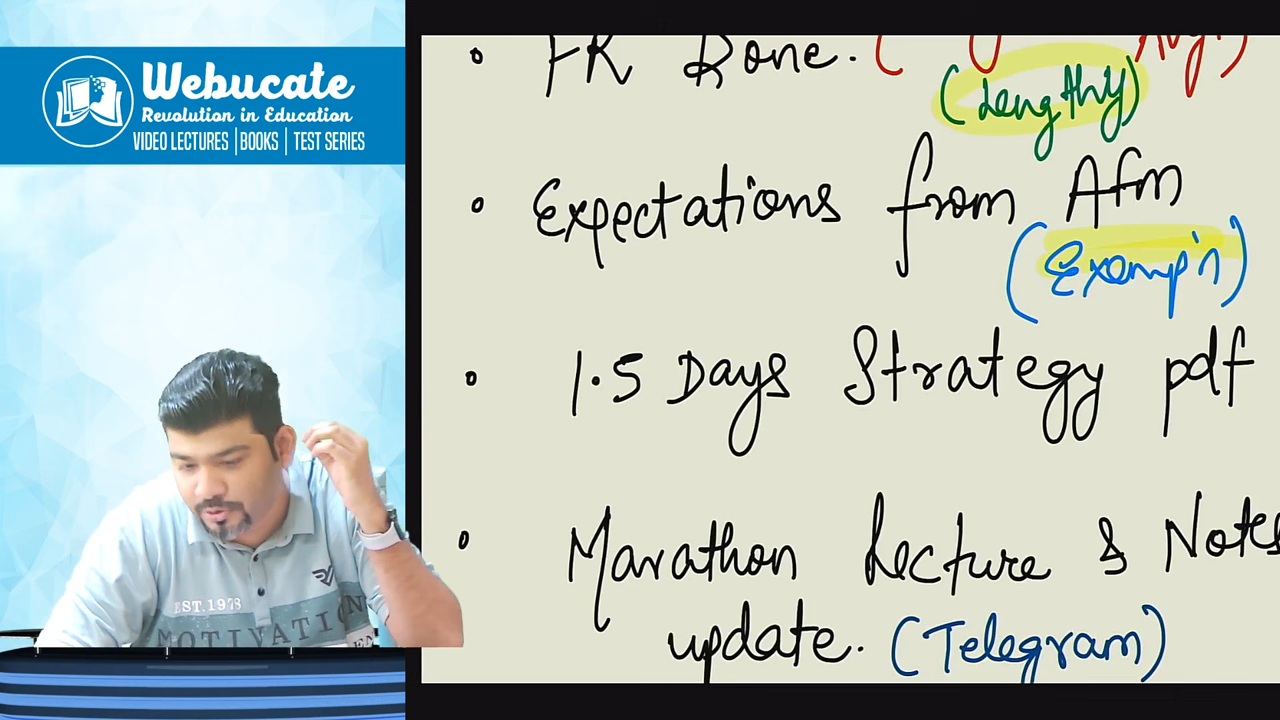 Webucate
Revolution in Education
VIDEO LECTURES | BOOKS | TEST SERIES
• FR Done. (
(Lengthy)
• Expectations from Afm
(Exemp'n)
• 1.5 Days Strategy pdf
• Marathon Lecture & Notes
update. (Telegram)
EST.1978
MOTIVATION